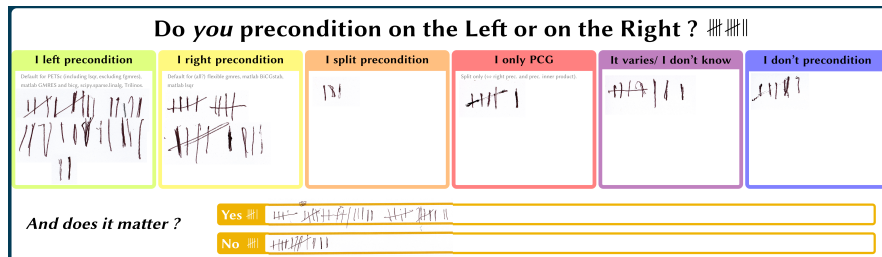 Do you precondition on the Left or on the Right ?
I left precondition
Default for PETSc (including lsqr, excluding fgmres),
matlab GMRES and bicg, scipy.sparse.linalg, Trilinos.
I right precondition
Default for (all?) flexible gmres, matlab BiCGstab,
matlab lsqr
I split precondition
I only PCG
Split only (== right prec. and prec. inner product).
It varies/ I don't know
I don't precondition
And does it matter ?
Yes
No